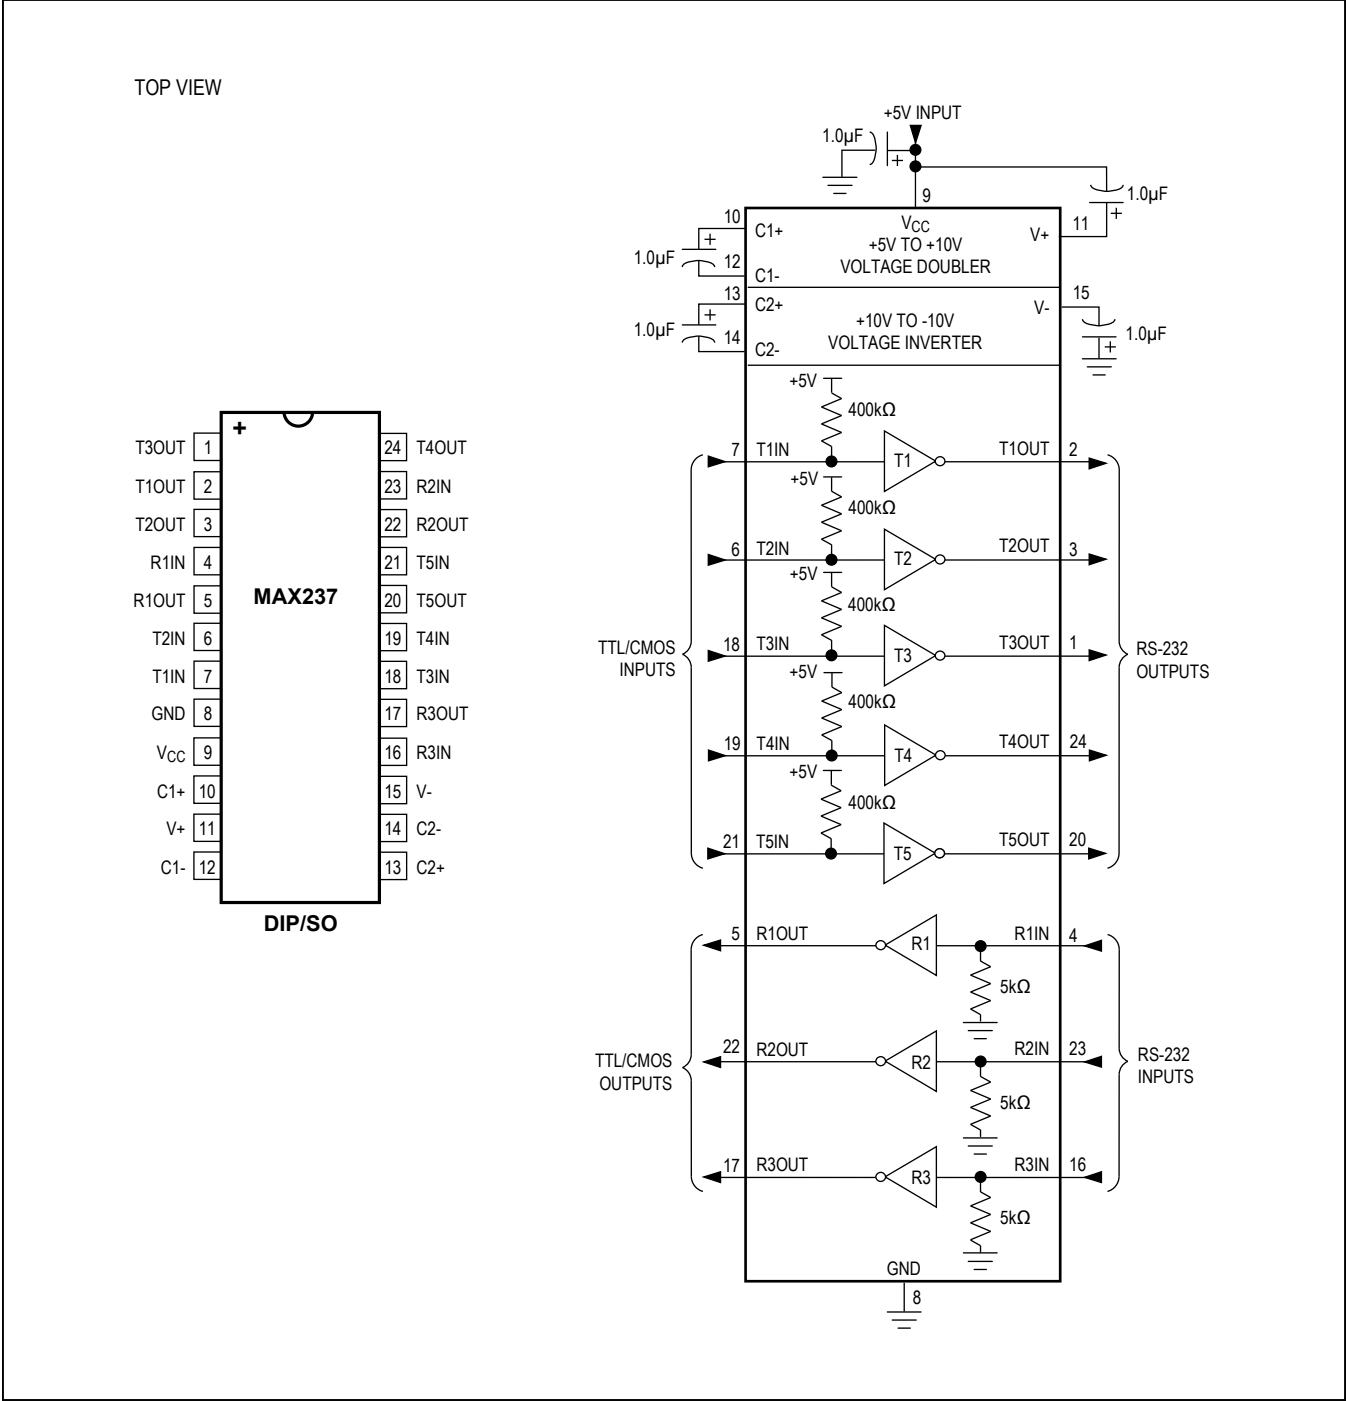 TOP VIEW
+
T3OUT 1
T1OUT 2
T2OUT 3
R1IN 4
R1OUT 5
T2IN 6
T1IN 7
GND 8
VCC 9
C1+ 10
V+ 11
C1- 12
MAX237
24 T4OUT
23 R2IN
22 R2OUT
21 T5IN
20 T5OUT
19 T4IN
18 T3IN
17 R3OUT
16 R3IN
15 V-
14 C2-
13 C2+
DIP/SO
+5V INPUT
1.0µF
+
9
1.0µF
+
10 C1+
1.0µF
+
12 C1-
VCC
+5V TO +10V
VOLTAGE DOUBLER
V+ 11
13 C2+
1.0µF
+
14 C2-
+10V TO -10V
VOLTAGE INVERTER
V- 15
1.0µF
+
+5V
400kΩ
7 T1IN T1 T1OUT 2
+5V
400kΩ
6 T2IN T2 T2OUT 3
+5V
400kΩ
18 T3IN T3 T3OUT 1
+5V
400kΩ
19 T4IN T4 T4OUT 24
+5V
400kΩ
21 T5IN T5 T5OUT 20
TTL/CMOS
INPUTS
RS-232
OUTPUTS
5 R1OUT R1 R1IN 4
5kΩ
22 R2OUT R2 R2IN 23
5kΩ
17 R3OUT R3 R3IN 16
5kΩ
TTL/CMOS
OUTPUTS
RS-232
INPUTS
GND
8